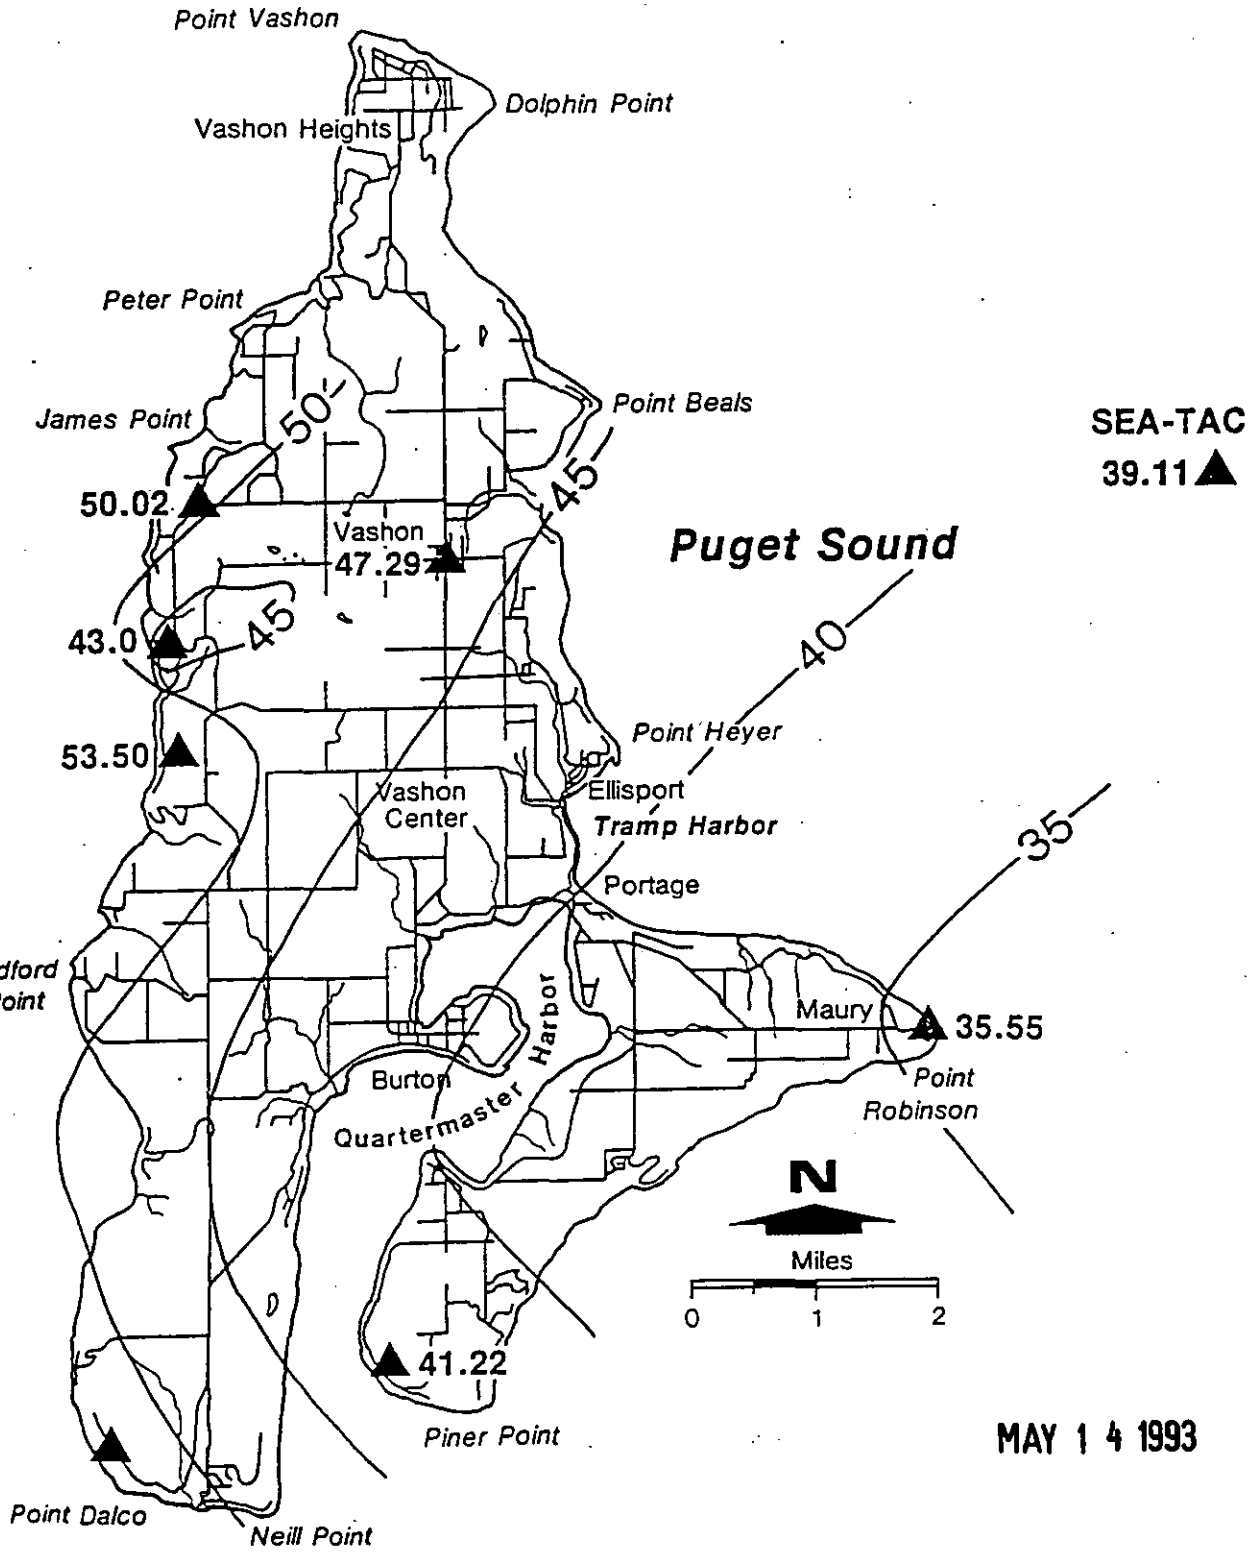 Point Vashon
Dolphin Point
Vashon Heights
Peter Point
James Point
50
Point Beals
SEA-TAC
39.11
45
50.02
Vashon
47.29
Puget Sound
40
45
43.0
Point Heyer
53.50
Ellisport
Vashon
Center
Tramp Harbor
35
Portage
dford
oint
Maury
35.55
Quartermaster Harbor
Burton
Point
Robinson
N
Miles
0 1 2
41.22
Piner Point
MAY 14 1993
Point Dalco
Neill Point